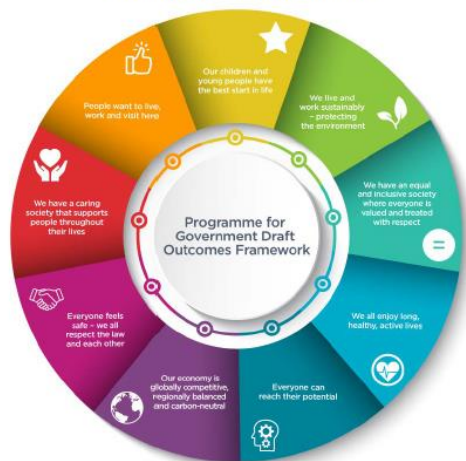 Programme for
Government Draft
Outcomes Framework
Our children and
young people have
the best start in life
We live and
work sustainably
– protecting
the environment
We have an equal
and inclusive society
where everyone is
valued and treated
with respect
=
We all enjoy long,
healthy, active lives
Everyone can
reach their potential
Our economy is
globally competitive,
regionally balanced
and carbon-neutral
Everyone feels
safe – we all
respect the law
and each other
We have a caring
society that supports
people throughout
their lives
People want to live,
work and visit here